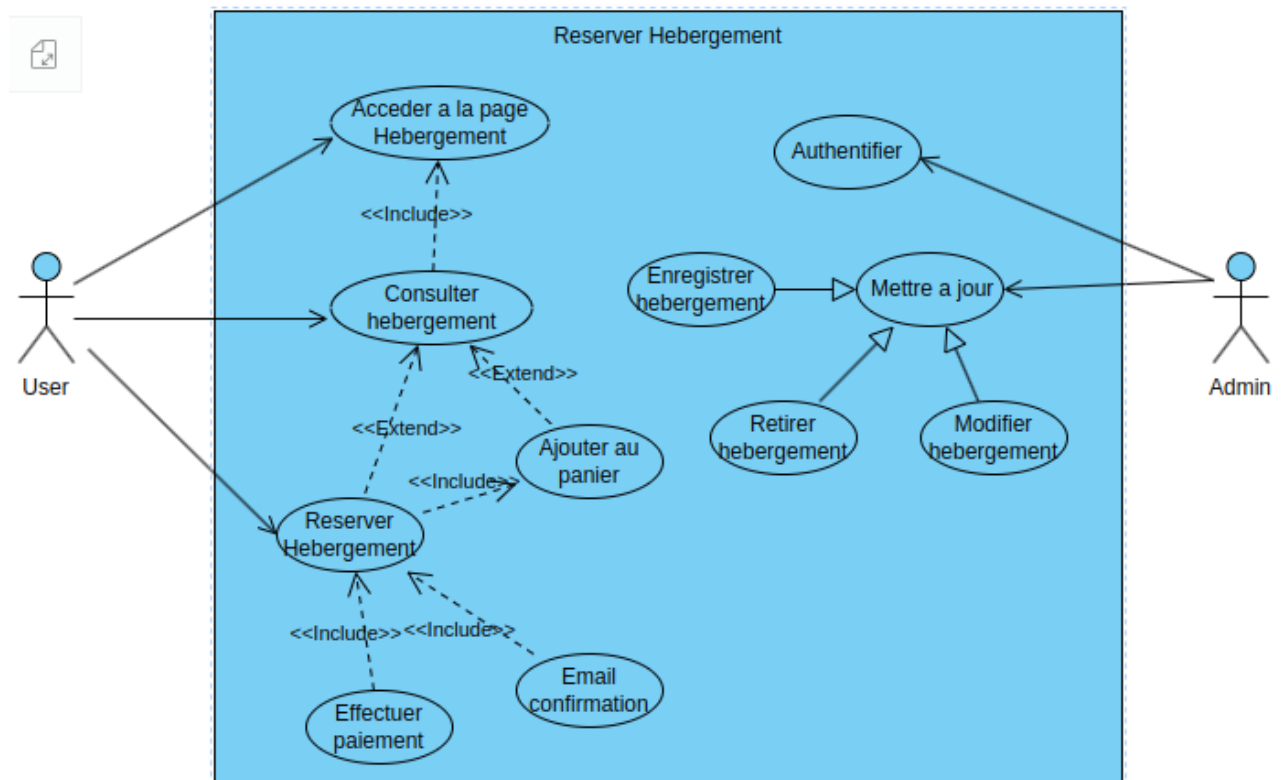 Reserver Hebergement
Acceder a la page
Hebergement
Authentifier
<<Include>>
Enregistrer
hebergement
Mettre a jour
Consulter
hebergement
User
Admin
<<Extend>>
<<Extend>>
Retirer
hebergement
Modifier
hebergement
Ajouter au
panier
<<Include>>
Reserver
Hebergement
<<Include>>
<<Include>>
Email
confirmation
Effectuer
paiement